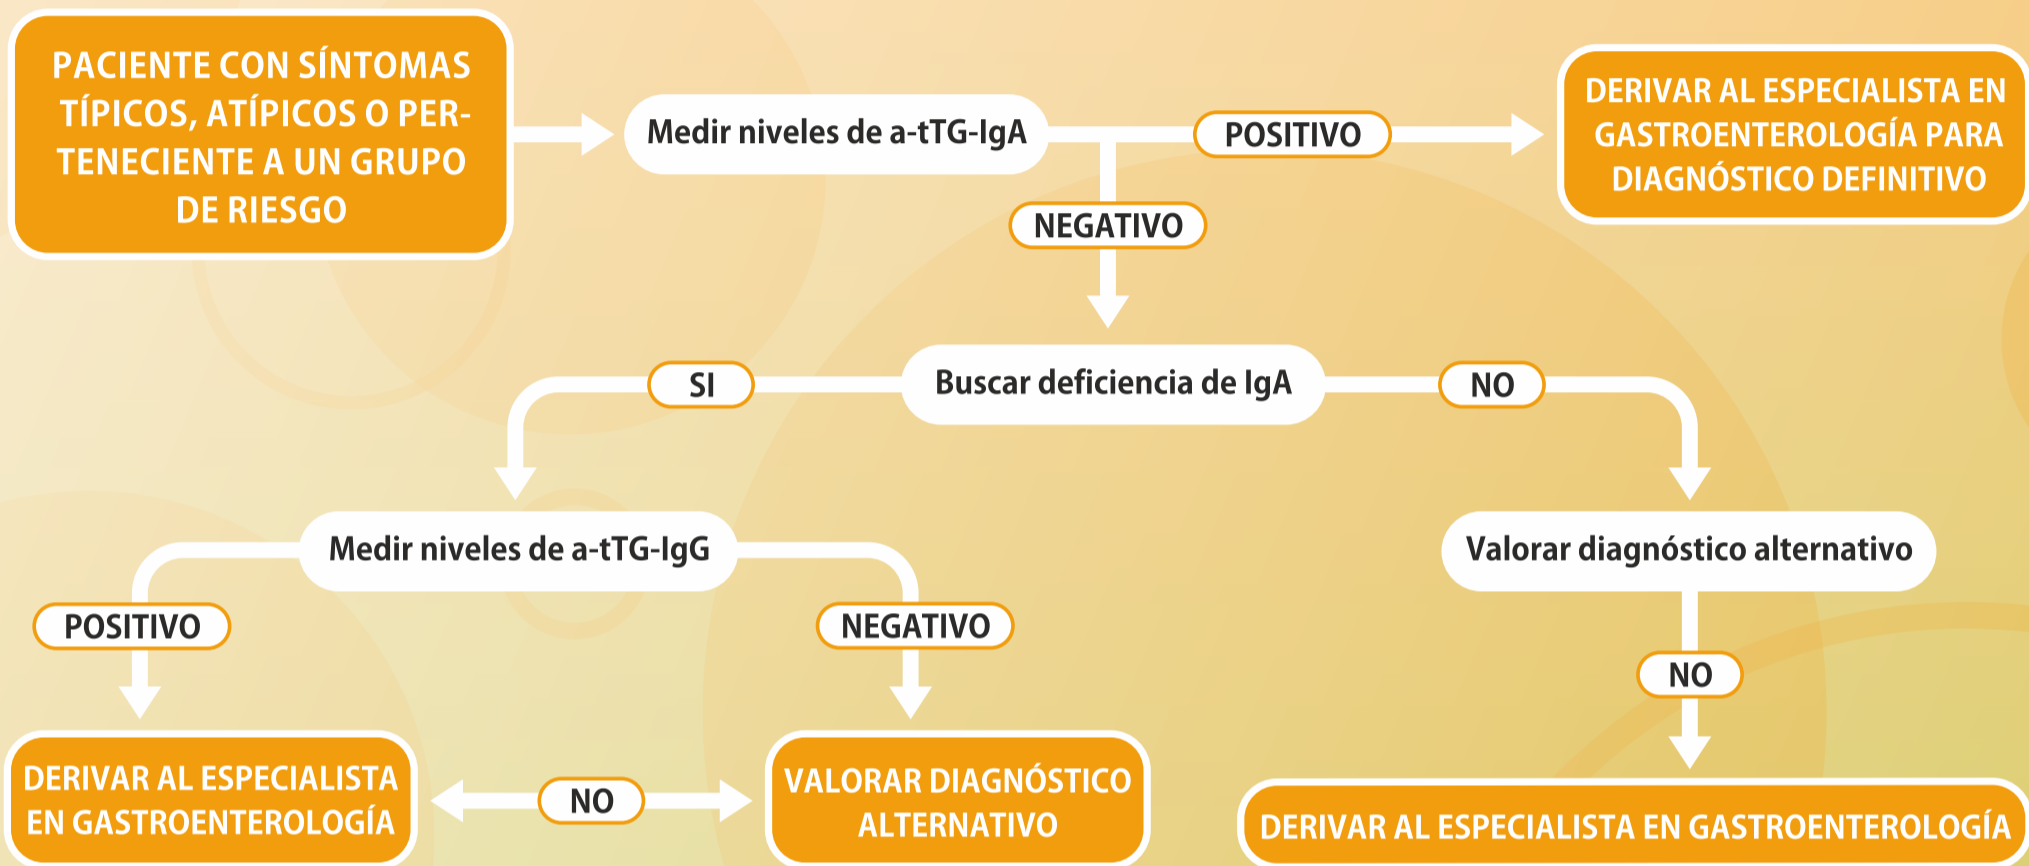 PACIENTE CON SÍNTOMAS
TÍPICOS, ATÍPICOS O PER-
TENECIENTE A UN GRUPO
DE RIESGO
Medir niveles de a-tTG-IgA
POSITIVO
DERIVAR AL ESPECIALISTA EN
GASTROENTEROLOGÍA PARA
DIAGNÓSTICO DEFINITIVO
NEGATIVO
SI
Buscar deficiencia de IgA
NO
Medir niveles de a-tTG-IgG
Valorar diagnóstico alternativo
POSITIVO
NEGATIVO
NO
DERIVAR AL ESPECIALISTA
EN GASTROENTEROLOGÍA
NO
VALORAR DIAGNÓSTICO
ALTERNATIVO
DERIVAR AL ESPECIALISTA EN GASTROENTEROLOGÍA